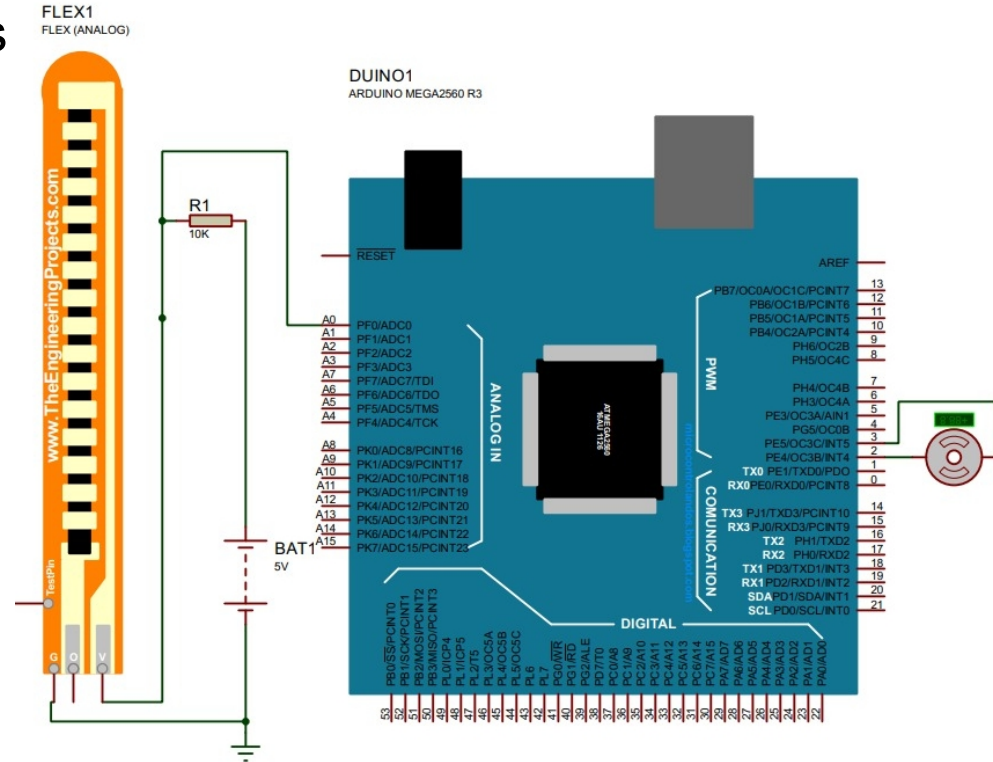 s
FLEX1
FLEX (ANALOG)
www.TheEngineeringProjects.com
TestPin
G
O
V
R1
10K
BAT1
5V
DUINO1
ARDUINO MEGA2560 R3
RESET
A0 PF0/ADC0
A1 PF1/ADC1
A2 PF2/ADC2
A3 PF3/ADC3
A7 PF7/ADC7/TDI
A6 PF6/ADC6/TDO
A5 PF5/ADC5/TMS
A4 PF4/ADC4/TCK
A8 PK0/ADC8/PCINT16
A9 PK1/ADC9/PCINT17
A10 PK2/ADC10/PCINT18
A11 PK3/ADC11/PCINT19
A12 PK4/ADC12/PCINT20
A13 PK5/ADC13/PCINT21
A14 PK6/ADC14/PCINT22
A15 PK7/ADC15/PCINT23
ANALOG IN
ATMEGA2560
16AU 1126
microcontrolandos.blogspot.com
AREF
PB7/OC0A/OC1C/PCINT7 13
PB6/OC1B/PCINT6 12
PB5/OC1A/PCINT5 11
PB4/OC2A/PCINT4 10
PH6/OC2B 9
PH5/OC4C 8
PH4/OC4B 7
PH3/OC4A 6
PE3/OC3A/AIN1 5
PG5/OC0B 4
PE5/OC3C/INT5 3
PE4/OC3B/INT4 2
PWM
TX0 PE1/TXD0/PDO 1
RX0 PE0/RXD0/PCINT8 0
TX3 PJ1/TXD3/PCINT10 14
RX3 PJ0/RXD3/PCINT9 15
TX2 PH1/TXD2 16
RX2 PH0/RXD2 17
TX1 PD3/TXD1/INT3 18
RX1 PD2/RXD1/INT2 19
SDA PD1/SDA/INT1 20
SCL PD0/SCL/INT0 21
COMUNICATION
DIGITAL
PB0/SS/PCINT0 53
PB1/SCK/PCINT1 52
PB2/MOSI/PCINT2 51
PB3/MISO/PCINT3 50
PL0/ICP4 49
PL1/ICP5 48
PL2/T5 47
PL3/OC5A 46
PL4/OC5B 45
PL5/OC5C 44
PL6 43
PL7 42
PG0/WR 41
PG1/RD 40
PG2/ALE 39
PD7/T0 38
PC0/A8 37
PC1/A9 36
PC2/A10 35
PC3/A11 34
PC4/A12 33
PC5/A13 32
PC6/A14 31
PC7/A15 30
PA7/AD7 29
PA6/AD6 28
PA5/AD5 27
PA4/AD4 26
PA3/AD3 25
PA2/AD2 24
PA1/AD1 23
PA0/AD0 22